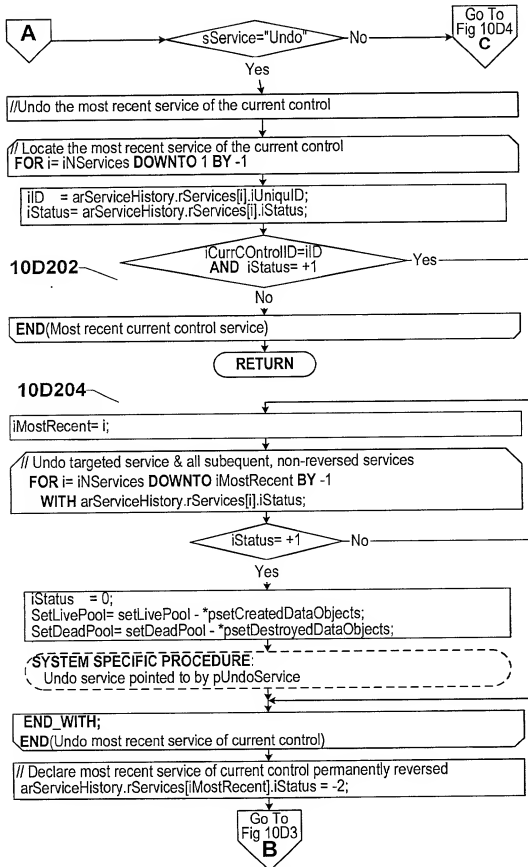 A
sService="Undo"
No
Go To
Fig 10D4
C
Yes
//Undo the most recent service of the current control
// Locate the most recent service of the current control
FOR i= iNServices DOWNTO 1 BY -1
iID = arServiceHistory.rServices[i].iUniquID;
iStatus= arServiceHistory.rServices[i].iStatus;
10D202
iCurrCOntrolID=iID
AND iStatus= +1
Yes
No
END(Most recent current control service)
RETURN
10D204
iMostRecent= i;
// Undo targeted service & all subequent, non-reversed services
FOR i= iNServices DOWNTO iMostRecent BY -1
WITH arServiceHistory.rServices[i].iStatus;
iStatus= +1
No
Yes
iStatus = 0;
SetLivePool= setLivePool - *psetCreatedDataObjects;
SetDeadPool= setDeadPool - *psetDestroyedDataObjects;
SYSTEM SPECIFIC PROCEDURE:
Undo service pointed to by pUndoService
END_WITH;
END(Undo most recent service of current control)
// Declare most recent service of current control permanently reversed
arServiceHistory.rServices[iMostRecent].iStatus = -2;
Go To
Fig 10D3
B